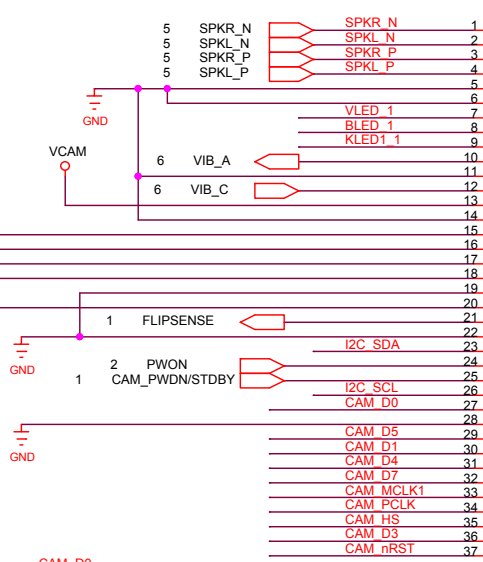 5 SPKR_N SPKR_N 1
5 SPKL_N SPKL_N 2
5 SPKR_P SPKR_P 3
5 SPKL_P SPKL_P 4
5
6
GND VLED_1 7
BLED_1 8
KLED1_1 9
VCAM 6 VIB_A 10
11
6 VIB_C 12
13
14
15
16
17
18
19
20
1 FLIPSENSE 21
22
GND I2C_SDA 23
2 PWON 24
1 CAM_PWDN/STDBY 25
I2C_SCL 26
CAM_D0 27
28
GND CAM_D5 29
CAM_D1 30
CAM_D4 31
CAM_D7 32
CAM_MCLK1 33
CAM_PCLK 34
CAM_HS 35
CAM_D3 36
CAM_nRST 37